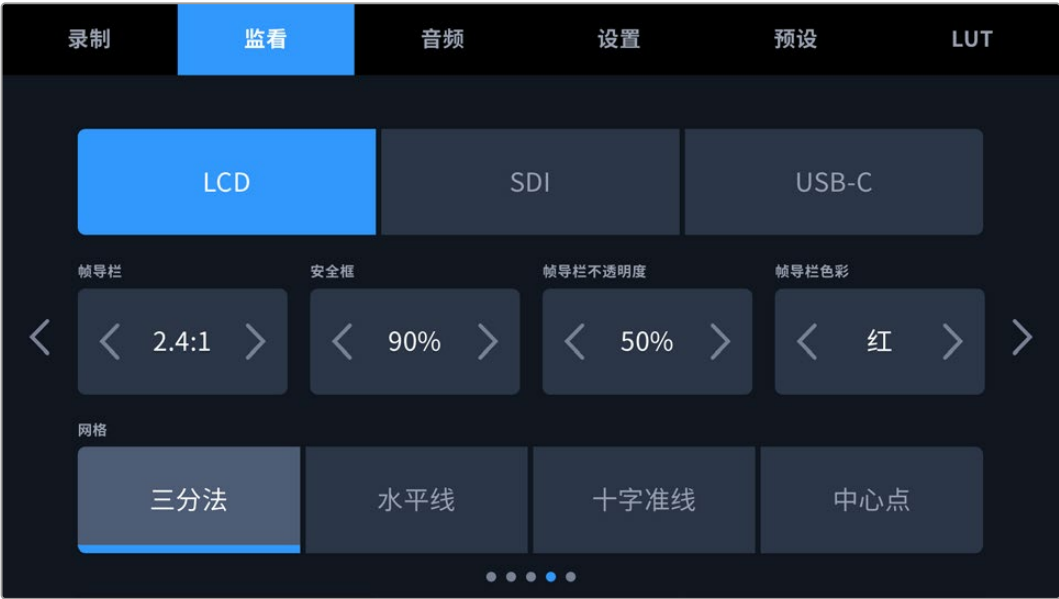 录制 监看 音频 设置 预设 LUT
LCD SDI USB-C
帧导栏 安全框 帧导栏不透明度 帧导栏色彩
2.4:1 90% 50% 红
网格
三分法 水平线 十字准线 中心点